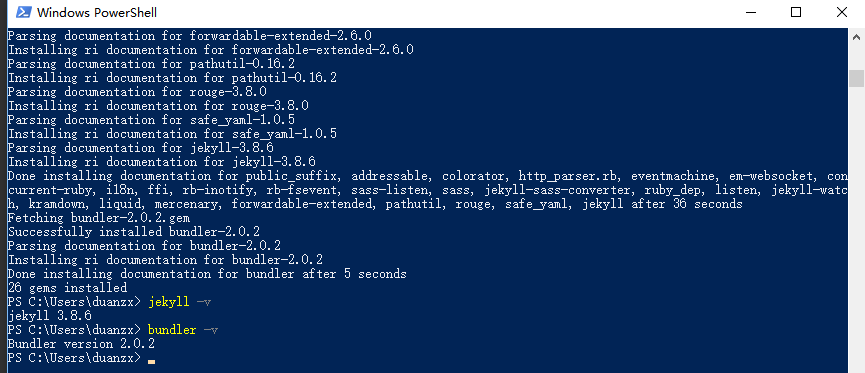 Windows PowerShell
Parsing documentation for forwardable-extended-2.6.0
Installing ri documentation for forwardable-extended-2.6.0
Parsing documentation for pathutil-0.16.2
Installing ri documentation for pathutil-0.16.2
Parsing documentation for rouge-3.8.0
Installing ri documentation for rouge-3.8.0
Parsing documentation for safe_yaml-1.0.5
Installing ri documentation for safe_yaml-1.0.5
Parsing documentation for jekyll-3.8.6
Installing ri documentation for jekyll-3.8.6
Done installing documentation for public_suffix, addressable, colorator, http_parser.rb, eventmachine, em-websocket, con
current-ruby, i18n, ffi, rb-inotify, rb-fsevent, sass-listen, sass, jekyll-sass-converter, ruby_dep, listen, jekyll-watc
h, kramdown, liquid, mercenary, forwardable-extended, pathutil, rouge, safe_yaml, jekyll after 36 seconds
Fetching bundler-2.0.2.gem
Successfully installed bundler-2.0.2
Parsing documentation for bundler-2.0.2
Installing ri documentation for bundler-2.0.2
Done installing documentation for bundler after 5 seconds
26 gems installed
PS C:\Users\duanzx> jekyll -v
jekyll 3.8.6
PS C:\Users\duanzx> bundler -v
Bundler version 2.0.2
PS C:\Users\duanzx>